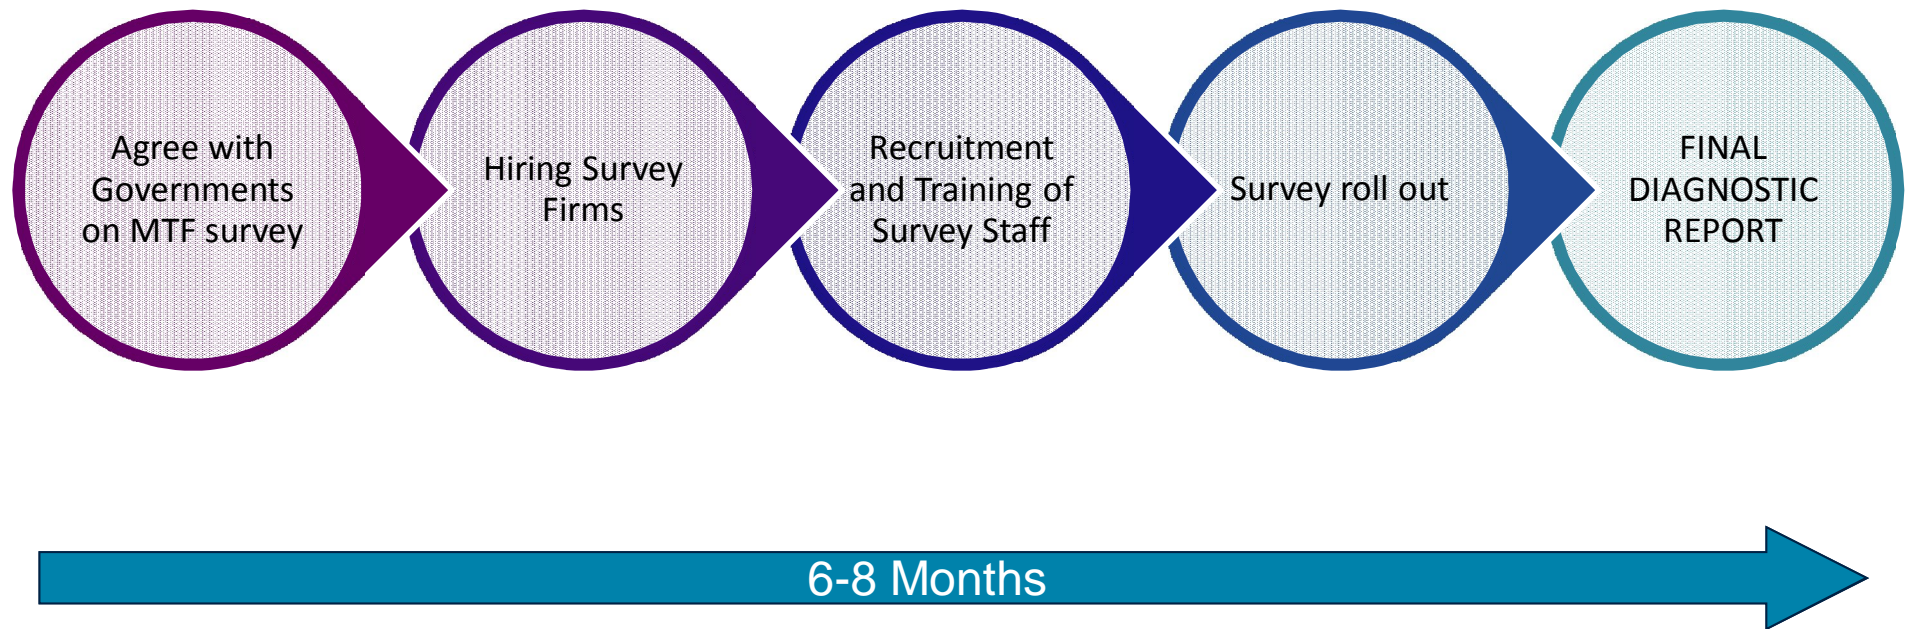 Agree with
Governments
on MTF survey
Hiring Survey
Firms
Recruitment
and Training of
Survey Staff
Survey roll out
FINAL
DIAGNOSTIC
REPORT
6-8 Months